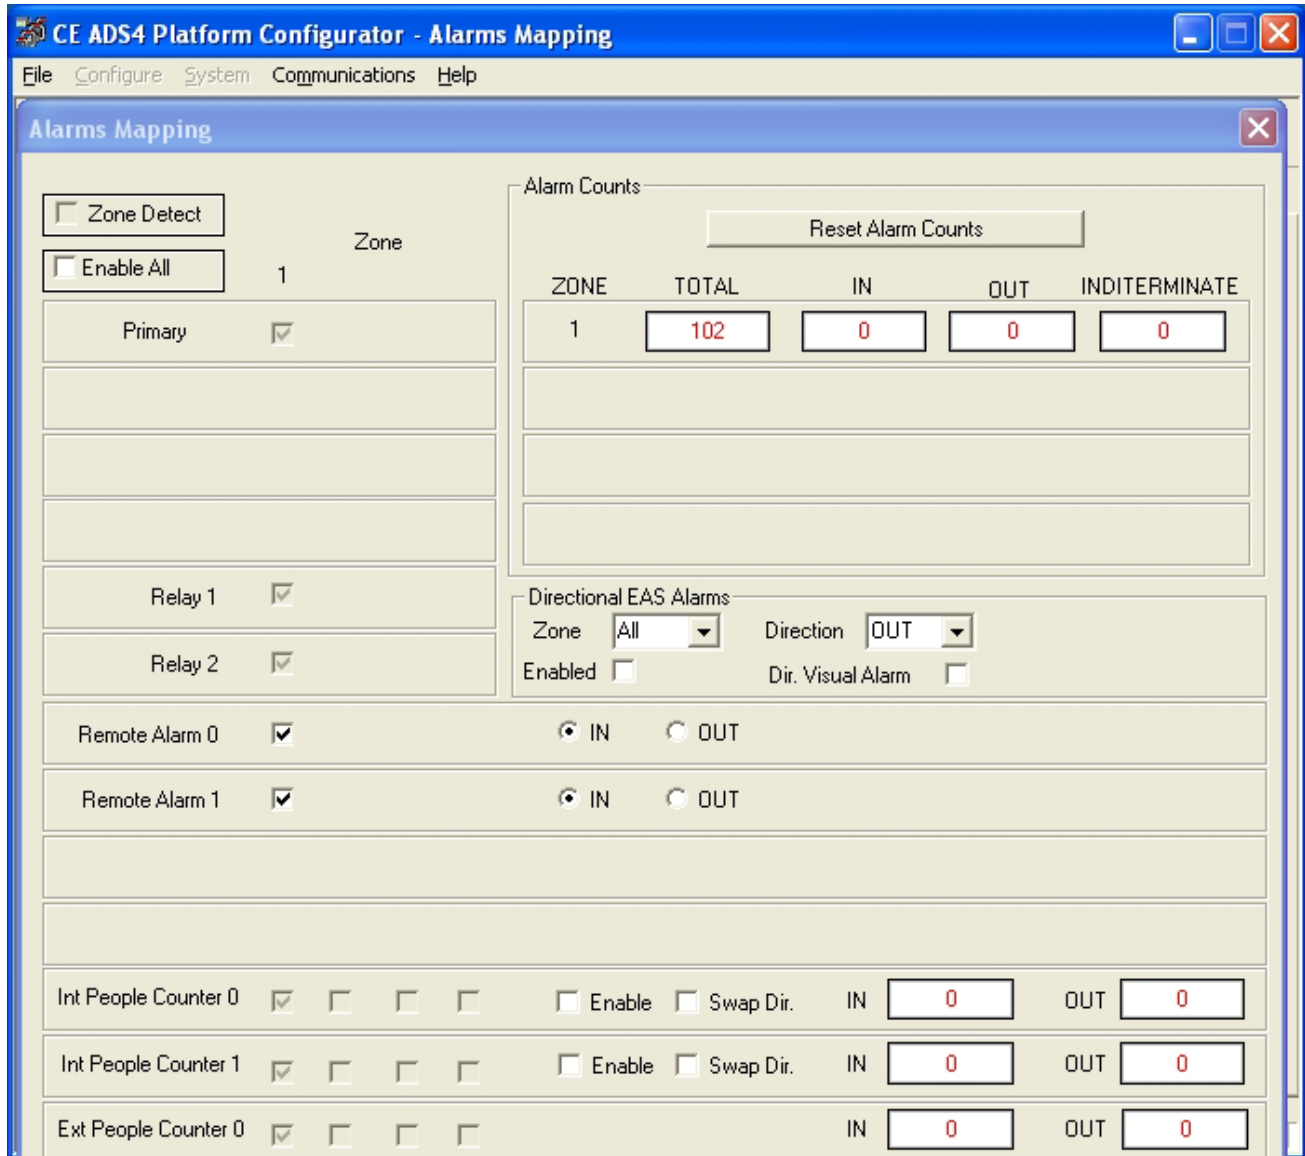 CE ADS4 Platform Configurator - Alarms Mapping
File Configure System Communications Help
Alarms Mapping
Zone Detect
Enable All
Zone
1
Alarm Counts
Reset Alarm Counts
ZONE TOTAL IN OUT INDITERMINATE
1 102 0 0 0
Primary
Relay 1
Relay 2
Directional EAS Alarms
Zone All Direction OUT
Enabled Dir. Visual Alarm
Remote Alarm 0 IN OUT
Remote Alarm 1 IN OUT
Int People Counter 0 Enable Swap Dir. IN 0 OUT 0
Int People Counter 1 Enable Swap Dir. IN 0 OUT 0
Ext People Counter 0 IN 0 OUT 0